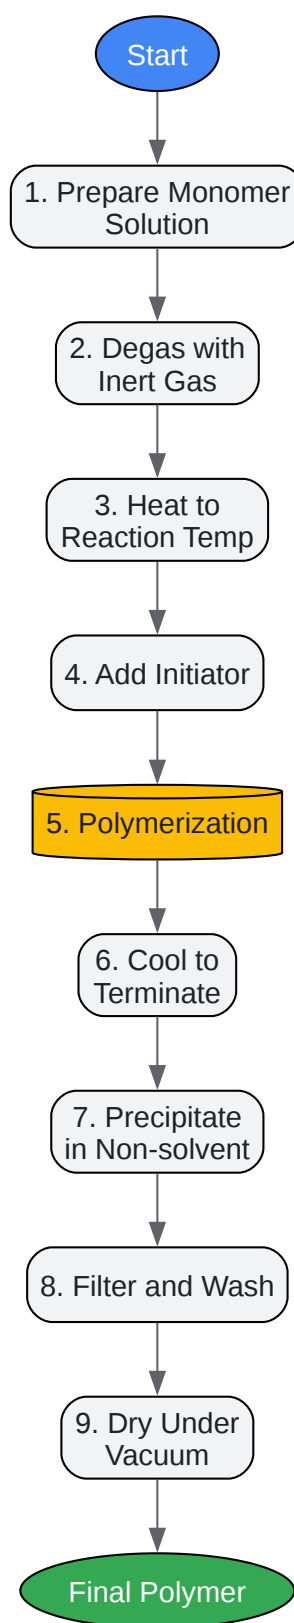 Start
1. Prepare Monomer
Solution
2. Degas with
Inert Gas
3. Heat to
Reaction Temp
4. Add Initiator
5. Polymerization
6. Cool to
Terminate
7. Precipitate
in Non-solvent
8. Filter and Wash
9. Dry Under
Vacuum
Final Polymer